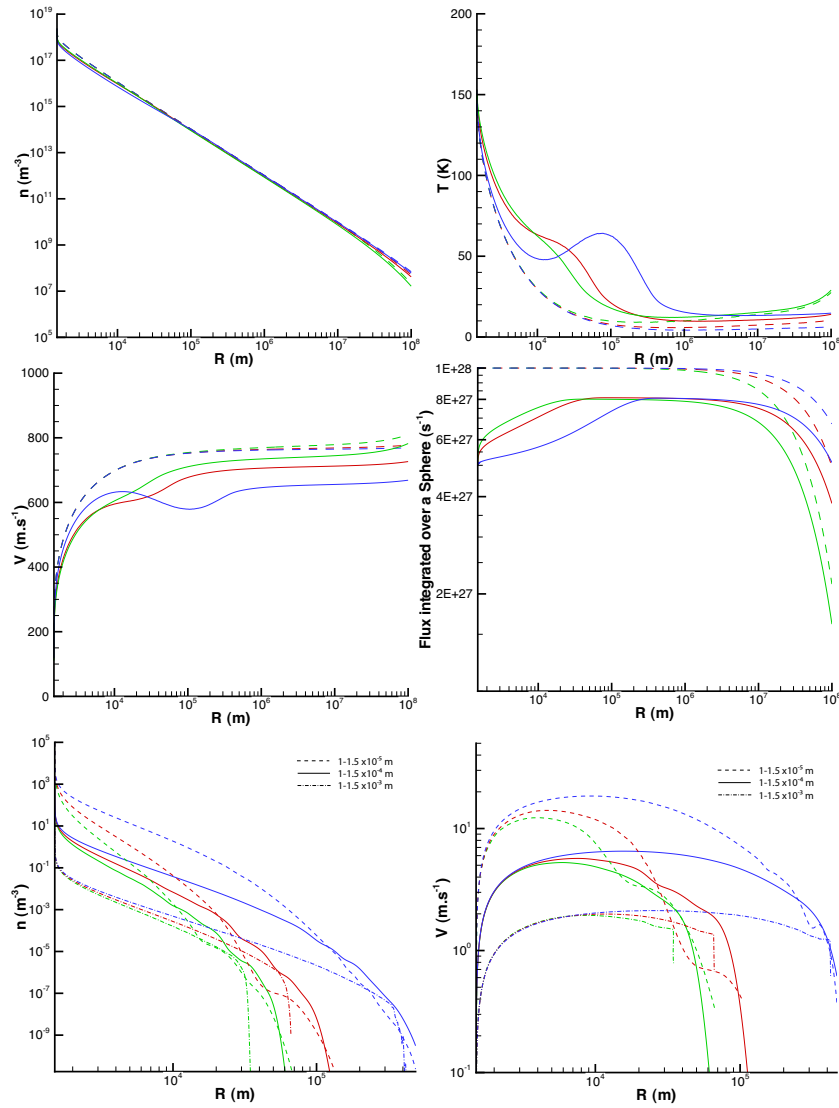 10^19
10^17
10^15
10^13
10^11
10^9
10^7
10^5
n (m^-3)
10^4 10^5 10^6 10^7 10^8
R (m)
200
150
100
50
0
T (K)
10^4 10^5 10^6 10^7 10^8
R (m)
1000
800
600
400
200
0
V (m.s^-1)
10^4 10^5 10^6 10^7 10^8
R (m)
1E+28
8E+27
6E+27
4E+27
2E+27
Flux integrated over a Sphere (s^-1)
10^4 10^5 10^6 10^7 10^8
R (m)
10^5
10^3
10^1
10^-1
10^-3
10^-5
10^-7
10^-9
n (m^-3)
1-1.5 x10^-5 m
1-1.5 x10^-4 m
1-1.5 x10^-3 m
10^4 10^5
R (m)
10^1
10^0
10^-1
V (m.s^-1)
1-1.5 x10^-5 m
1-1.5 x10^-4 m
1-1.5 x10^-3 m
10^4 10^5
R (m)